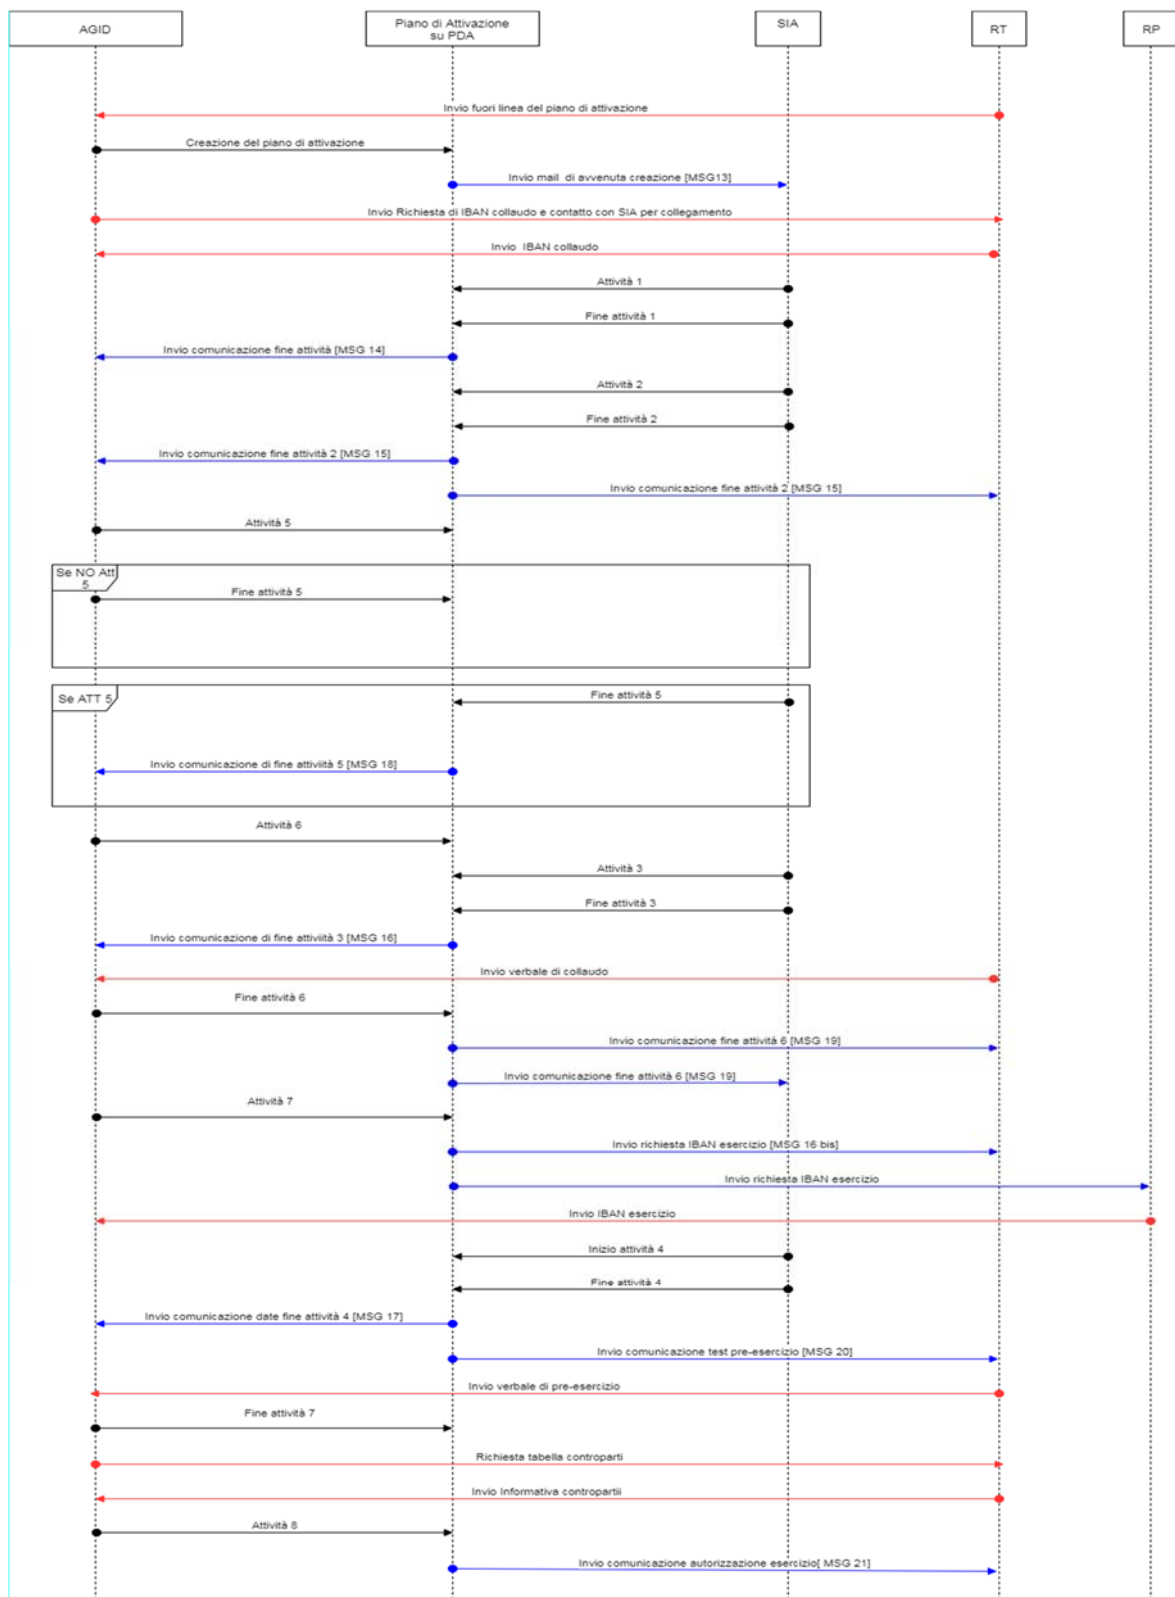 AGID
Piano di Attivazione
su PDA
SIA
RT
RP
Invio fuori linea del piano di attivazione
Creazione del piano di attivazione
Invio mail di avvenuta creazione [MSG13]
Invio Richiesta di IBAN collaudo e contatto con SIA per collegamento
Invio IBAN collaudo
Attività 1
Fine attività 1
Invio comunicazione fine attività [MSG 14]
Attività 2
Fine attività 2
Invio comunicazione fine attività 2 [MSG 15]
Invio comunicazione fine attività 2 [MSG 15]
Attività 5
Se NO Att
5
Fine attività 5
Se ATT 5
Fine attività 5
Invio comunicazione di fine attiviità 5 [MSG 18]
Attività 6
Attività 3
Fine attività 3
Invio comunicazione di fine attiviità 3 [MSG 16]
Invio verbale di collaudo
Fine attività 6
Invio comunicazione fine attività 6 [MSG 19]
Invio comunicazione fine attività 6 [MSG 19]
Attività 7
Invio richiesta IBAN esercizio [MSG 16 bis]
Invio richiesta IBAN esercizio
Invio IBAN esercizio
Inizio attività 4
Fine attività 4
Invio comunicazione date fine attività 4 [MSG 17]
Invio comunicazione test pre-esercizio [MSG 20]
Invio verbale di pre-esercizio
Fine attività 7
Richiesta tabella controparti
Invio Informativa contropartii
Attività 8
Invio comunicazione autorizzazione esercizio[ MSG 21]